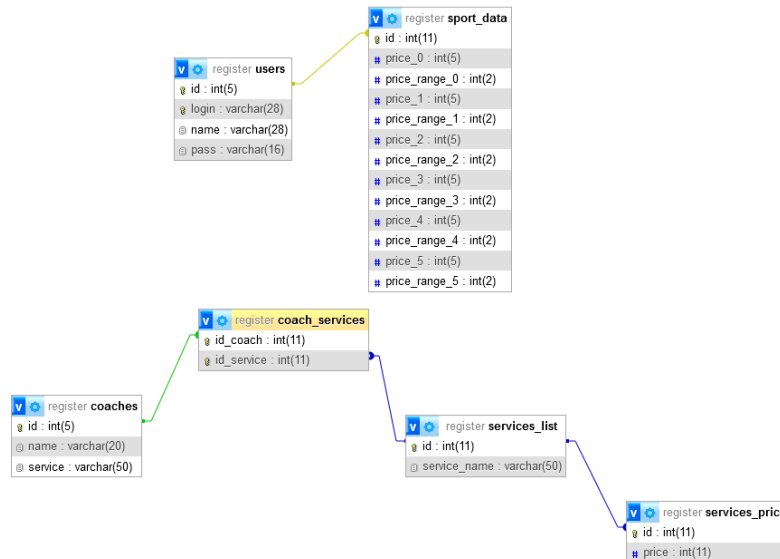 register sport_data
id : int(11)
price_0 : int(5)
price_range_0 : int(2)
price_1 : int(5)
price_range_1 : int(2)
price_2 : int(5)
price_range_2 : int(2)
price_3 : int(5)
price_range_3 : int(2)
price_4 : int(5)
price_range_4 : int(2)
price_5 : int(5)
price_range_5 : int(2)
v register users
id : int(5)
login : varchar(28)
name : varchar(28)
pass : varchar(16)
v register coach_services
id_coach : int(11)
id_service : int(11)
v register coaches
id : int(5)
name : varchar(20)
service : varchar(50)
v register services_list
id : int(11)
service_name : varchar(50)
v register services_pric
id : int(11)
price : int(11)